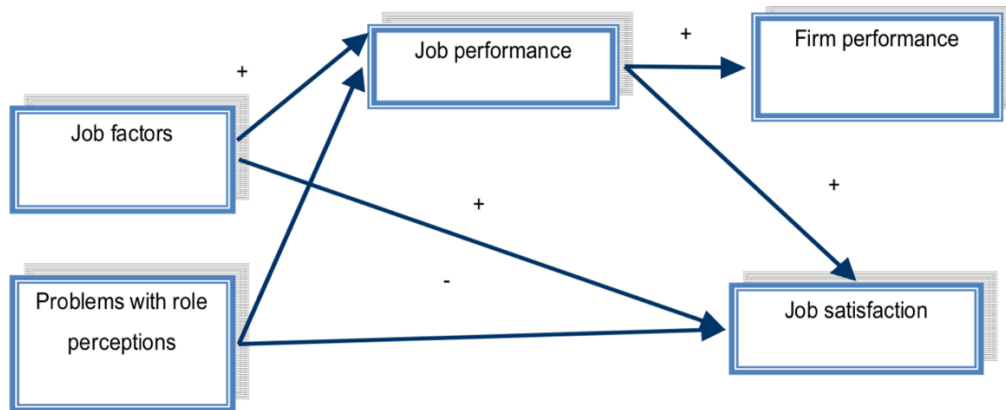 Job performance
+
Firm performance
+
Job factors
+
+
-
Problems with role
perceptions
Job satisfaction